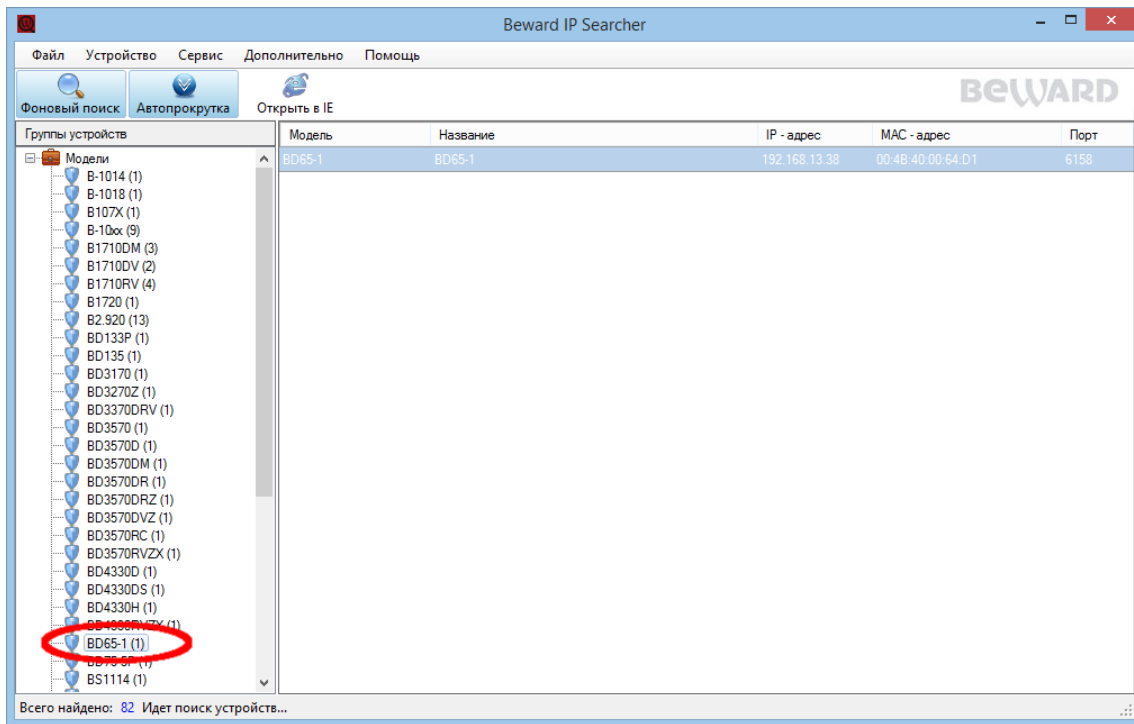 Beward IP Searcher
Файл Устройство Сервис Дополнительно Помощь
Фоновый поиск Автопрокрутка Открыть в IE BEWARD
Группы устройств Модель Название IP - адрес MAC - адрес Порт
Модели BD65-1 BD65-1 192.168.13.38 00:4B:40:00:64:D1 6158
B-1014 (1)
B-1018 (1)
B107X (1)
B-10xx (9)
B1710DM (3)
B1710DV (2)
B1710RV (4)
B1720 (1)
B2.920 (13)
BD133P (1)
BD135 (1)
BD3170 (1)
BD3270Z (1)
BD3370DRV (1)
BD3570 (1)
BD3570D (1)
BD3570DM (1)
BD3570DR (1)
BD3570DRZ (1)
BD3570DVZ (1)
BD3570RC (1)
BD3570RVZX (1)
BD4330D (1)
BD4330DS (1)
BD4330H (1)
BD4330RVZX (1)
BD65-1 (1)
BD75-5P (1)
BS1114 (1)
Всего найдено: 82 Идет поиск устройств...